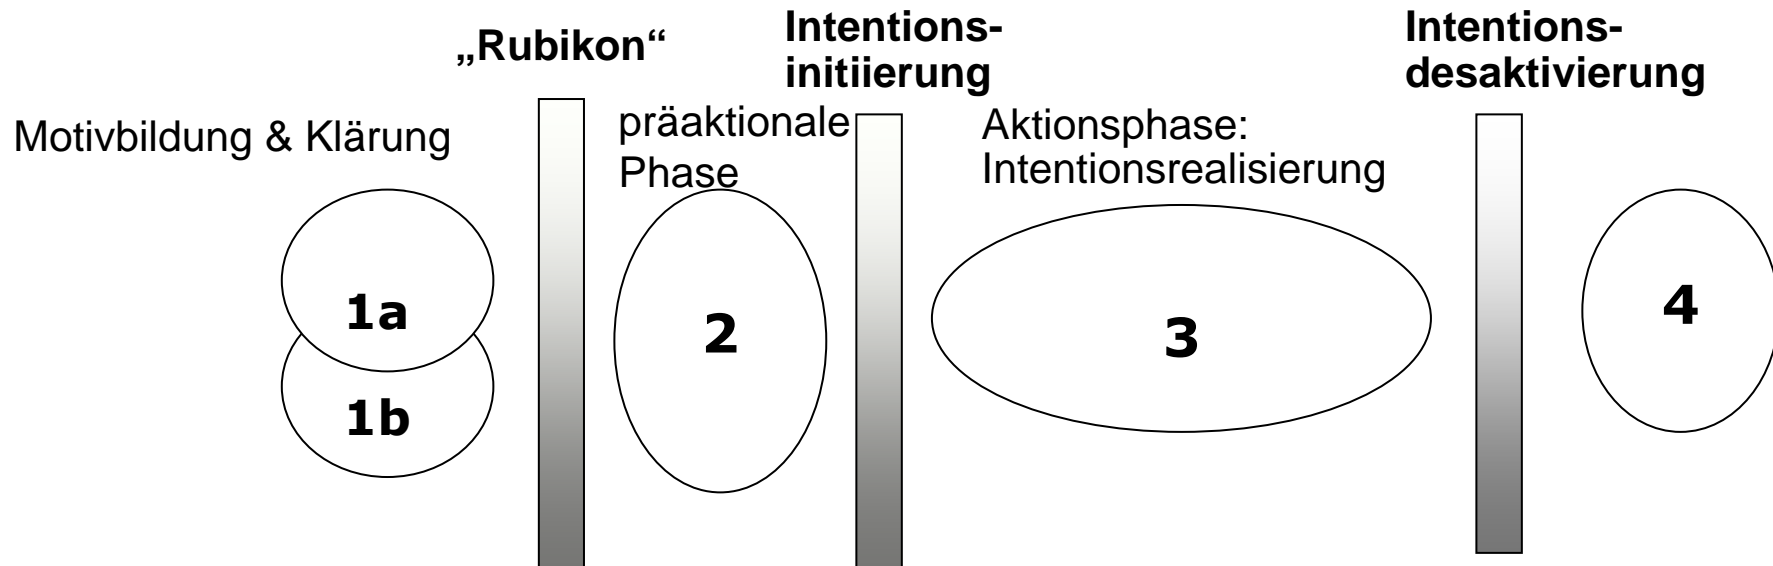 „Rubikon“
Intentions-
initiierung
Intentions-
desaktivierung
Motivbildung & Klärung
präaktionale
Phase
Aktionsphase:
Intentionsrealisierung
1a
1b
2
3
4